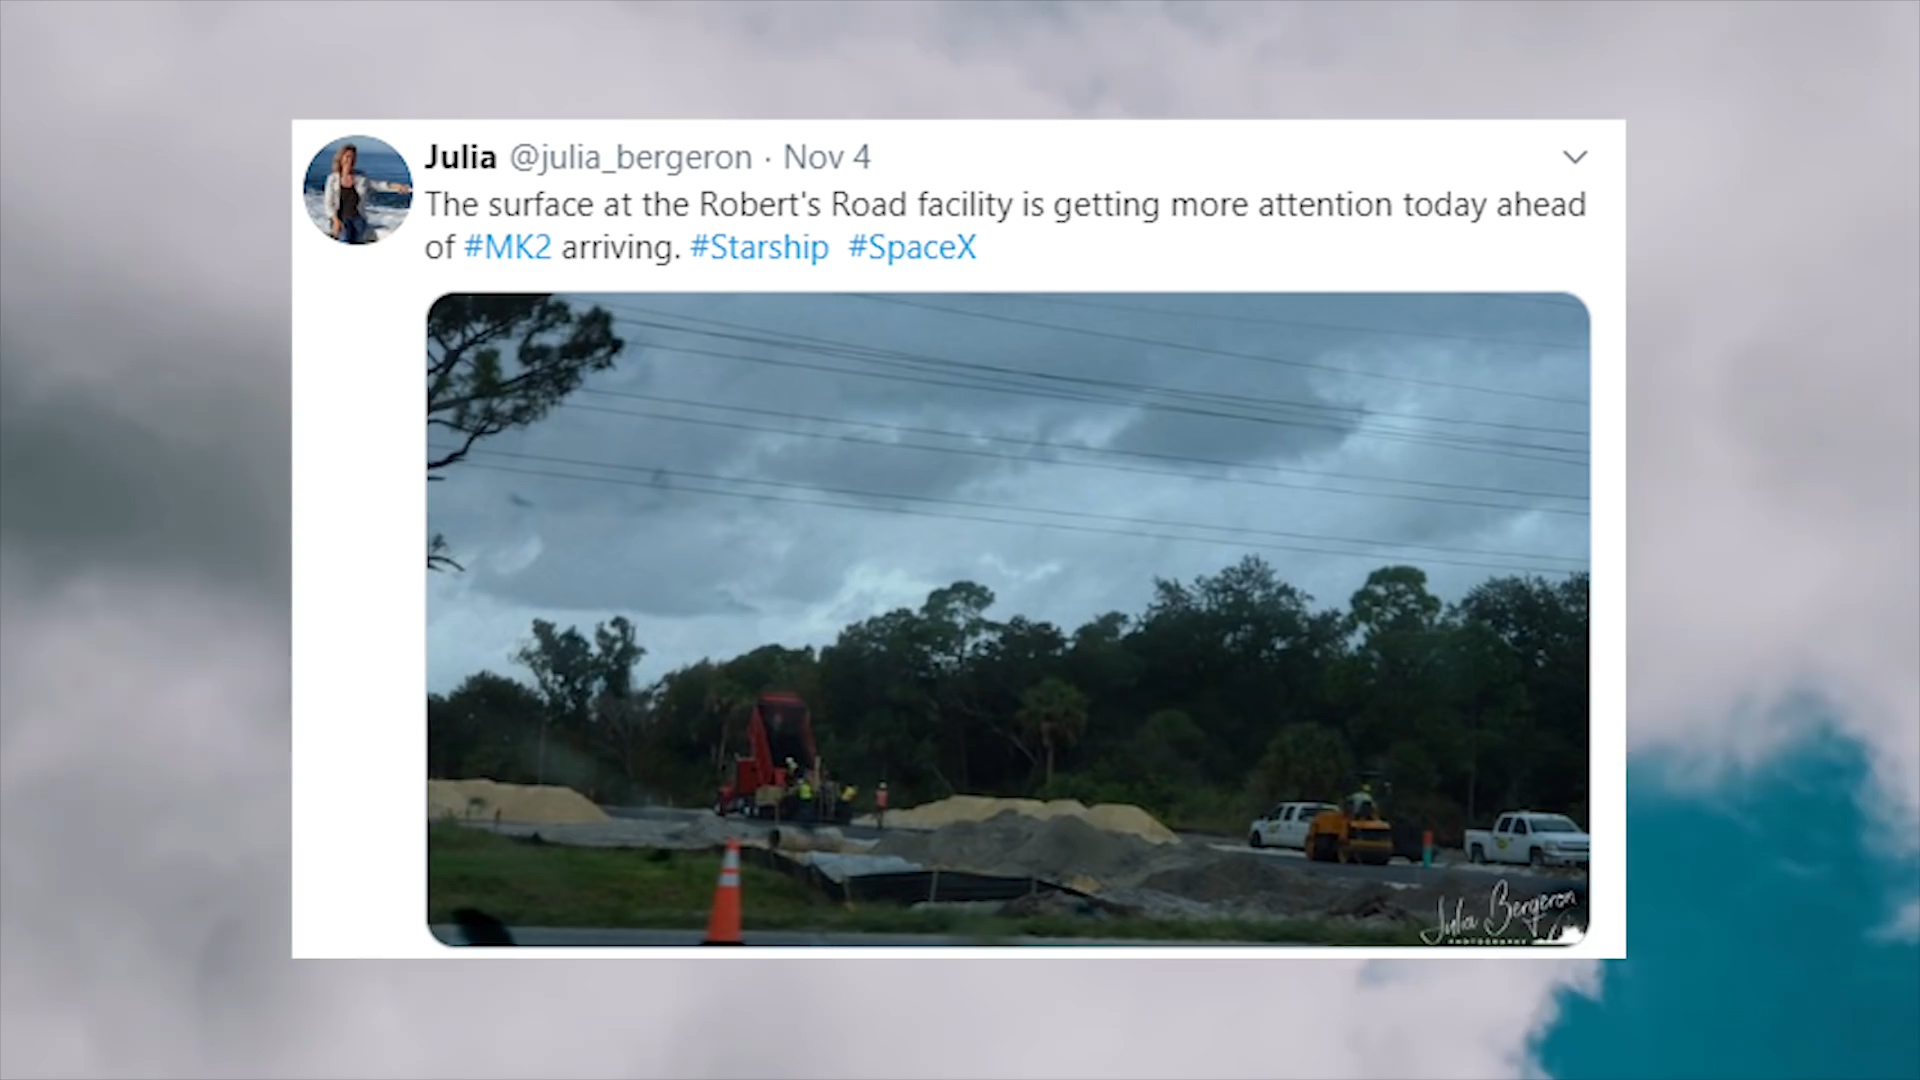 Julia @julia_bergeron · Nov 4
The surface at the Robert's Road facility is getting more attention today ahead
of #MK2 arriving. #Starship #SpaceX
Julia Bergeron
PHOTOGRAPHY